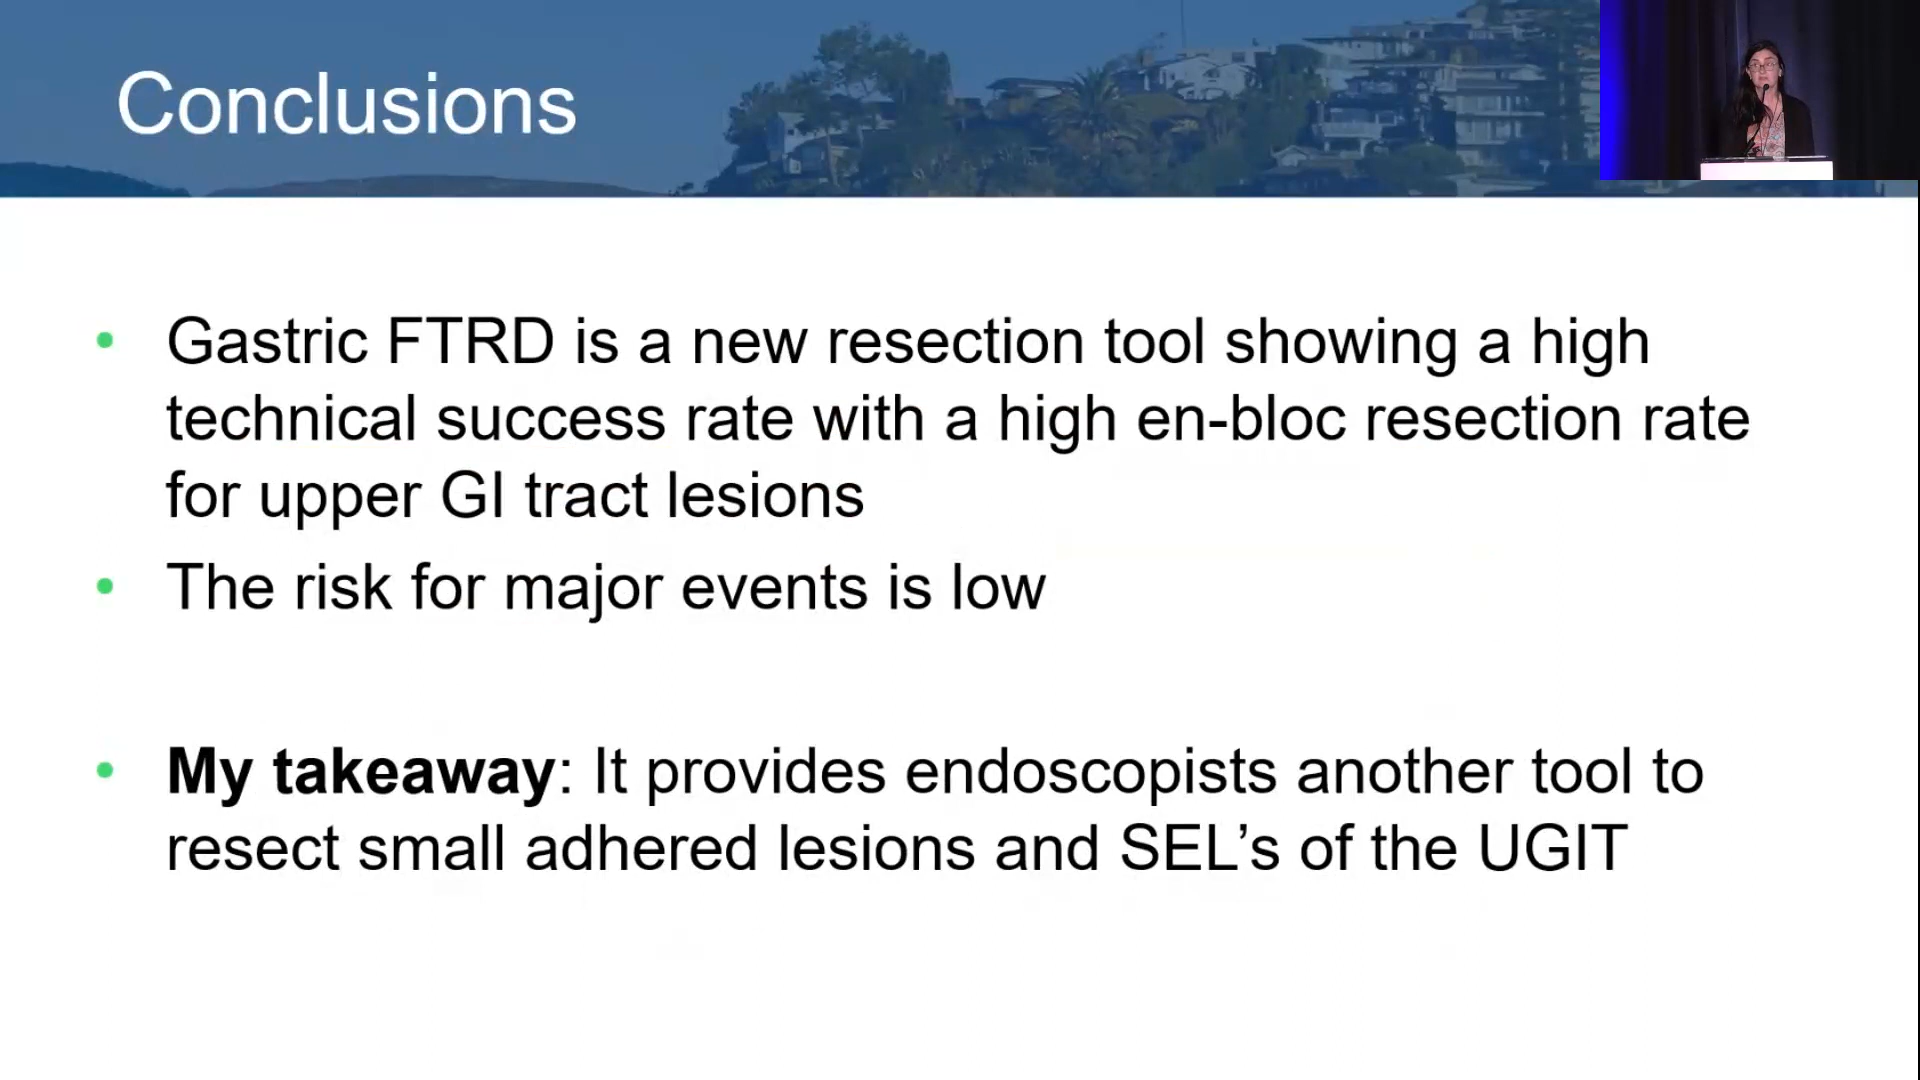 Conclusions
• Gastric FTRD is a new resection tool showing a high
technical success rate with a high en-bloc resection rate
for upper GI tract lesions
• The risk for major events is low
• My takeaway: It provides endoscopists another tool to
resect small adhered lesions and SEL’s of the UGIT